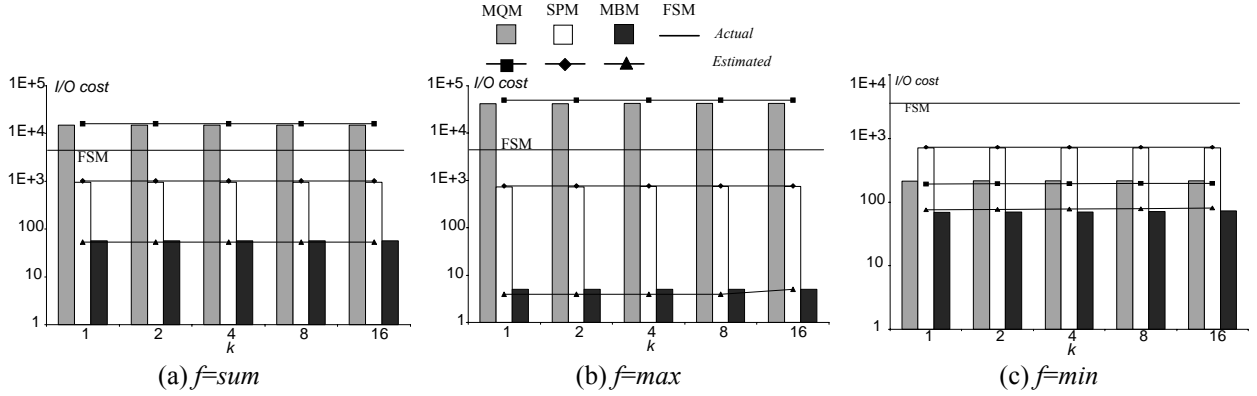 MQM SPM MBM FSM
Actual
Estimated
I/O cost
1E+5
1E+4
1E+3
100
10
1
FSM
1 2 4 8 16
k
(a) f=sum
I/O cost
1E+5
1E+4
1E+3
100
10
1
FSM
1 2 4 8 16
k
(b) f=max
I/O cost
1E+4
1E+3
100
10
1
FSM
1 2 4 8 16
k
(c) f=min